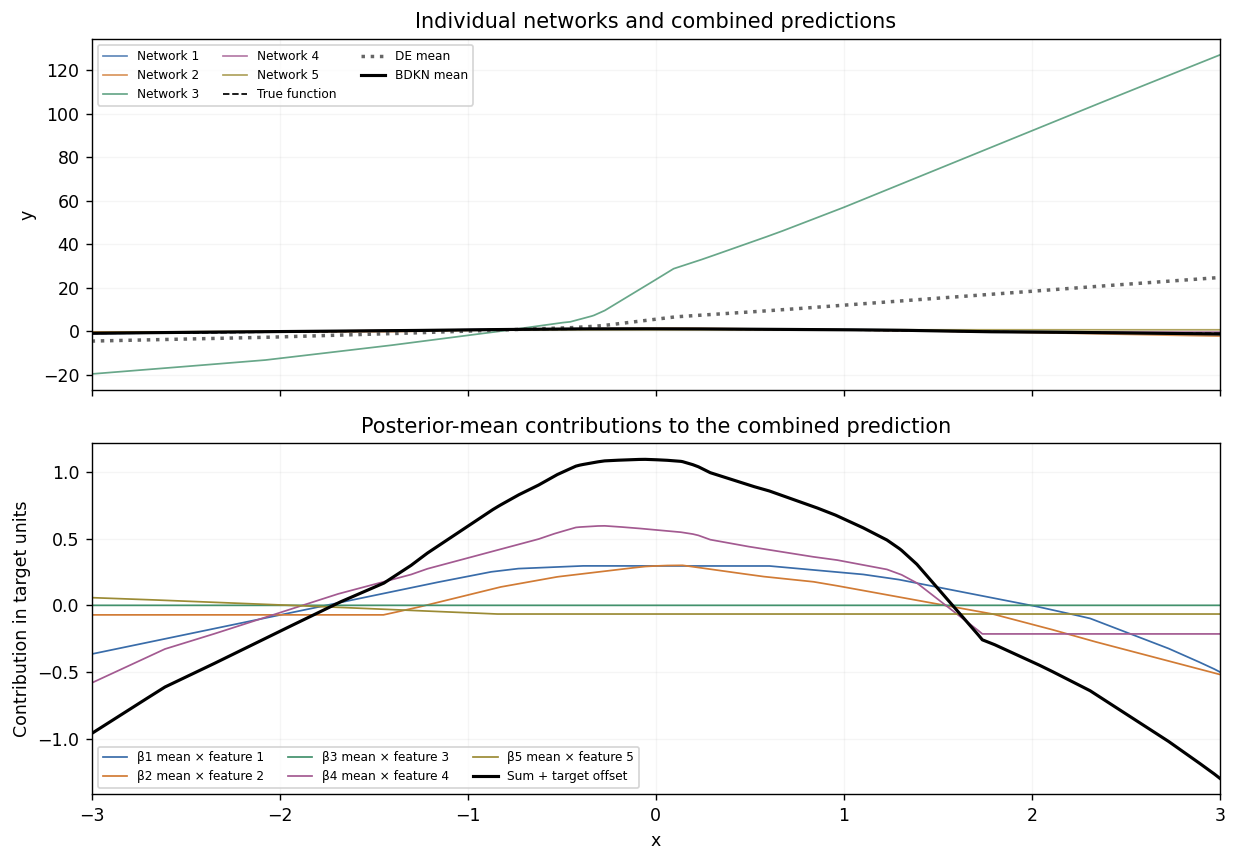 Individual networks and combined predictions
Network 1 Network 4 DE mean
Network 2 Network 5 BDKN mean
Network 3 True function
120
100
80
60
40
20
0
−20
y
Posterior-mean contributions to the combined prediction
1.0
0.5
0.0
−0.5
−1.0
Contribution in target units
β1 mean × feature 1 β3 mean × feature 3 β5 mean × feature 5
β2 mean × feature 2 β4 mean × feature 4 Sum + target offset
−3 −2 −1 0 1 2 3
x